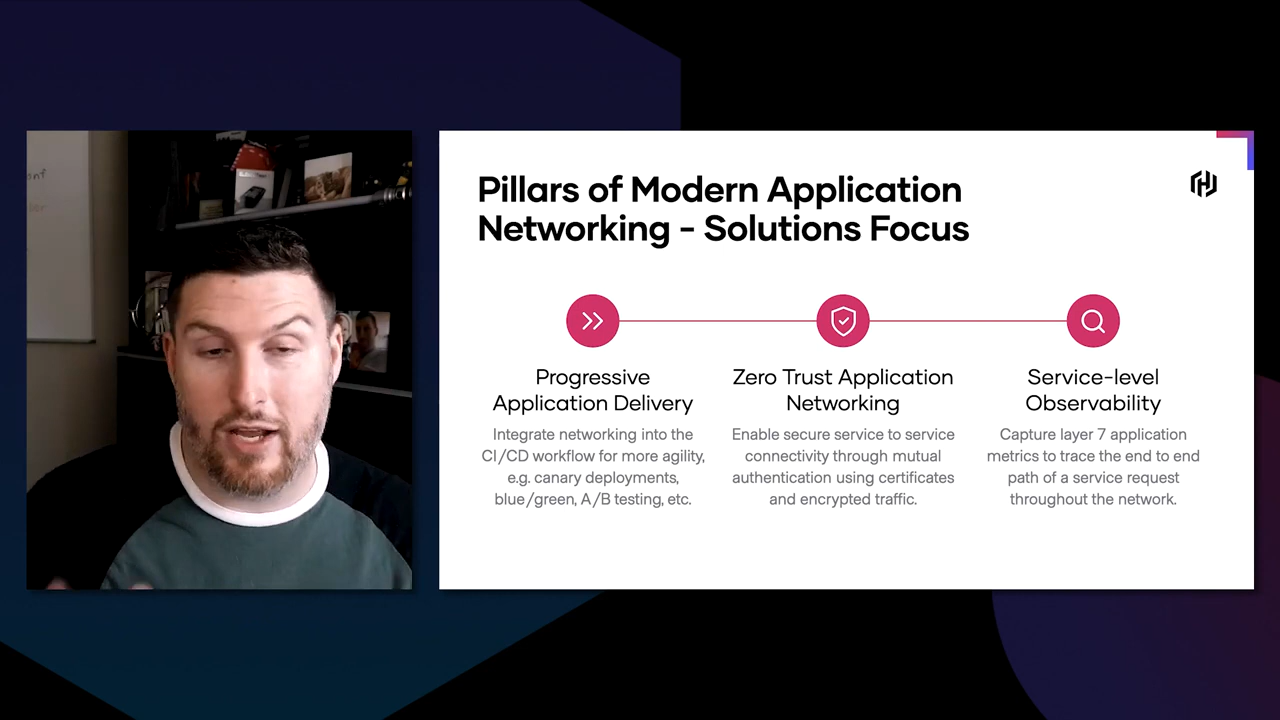 Pillars of Modern Application
Networking - Solutions Focus
Progressive
Application Delivery
Integrate networking into the
CI/CD workflow for more agility,
e.g. canary deployments,
blue/green, A/B testing, etc.
Zero Trust Application
Networking
Enable secure service to service
connectivity through mutual
authentication using certificates
and encrypted traffic.
Service-level
Observability
Capture layer 7 application
metrics to trace the end to end
path of a service request
throughout the network.